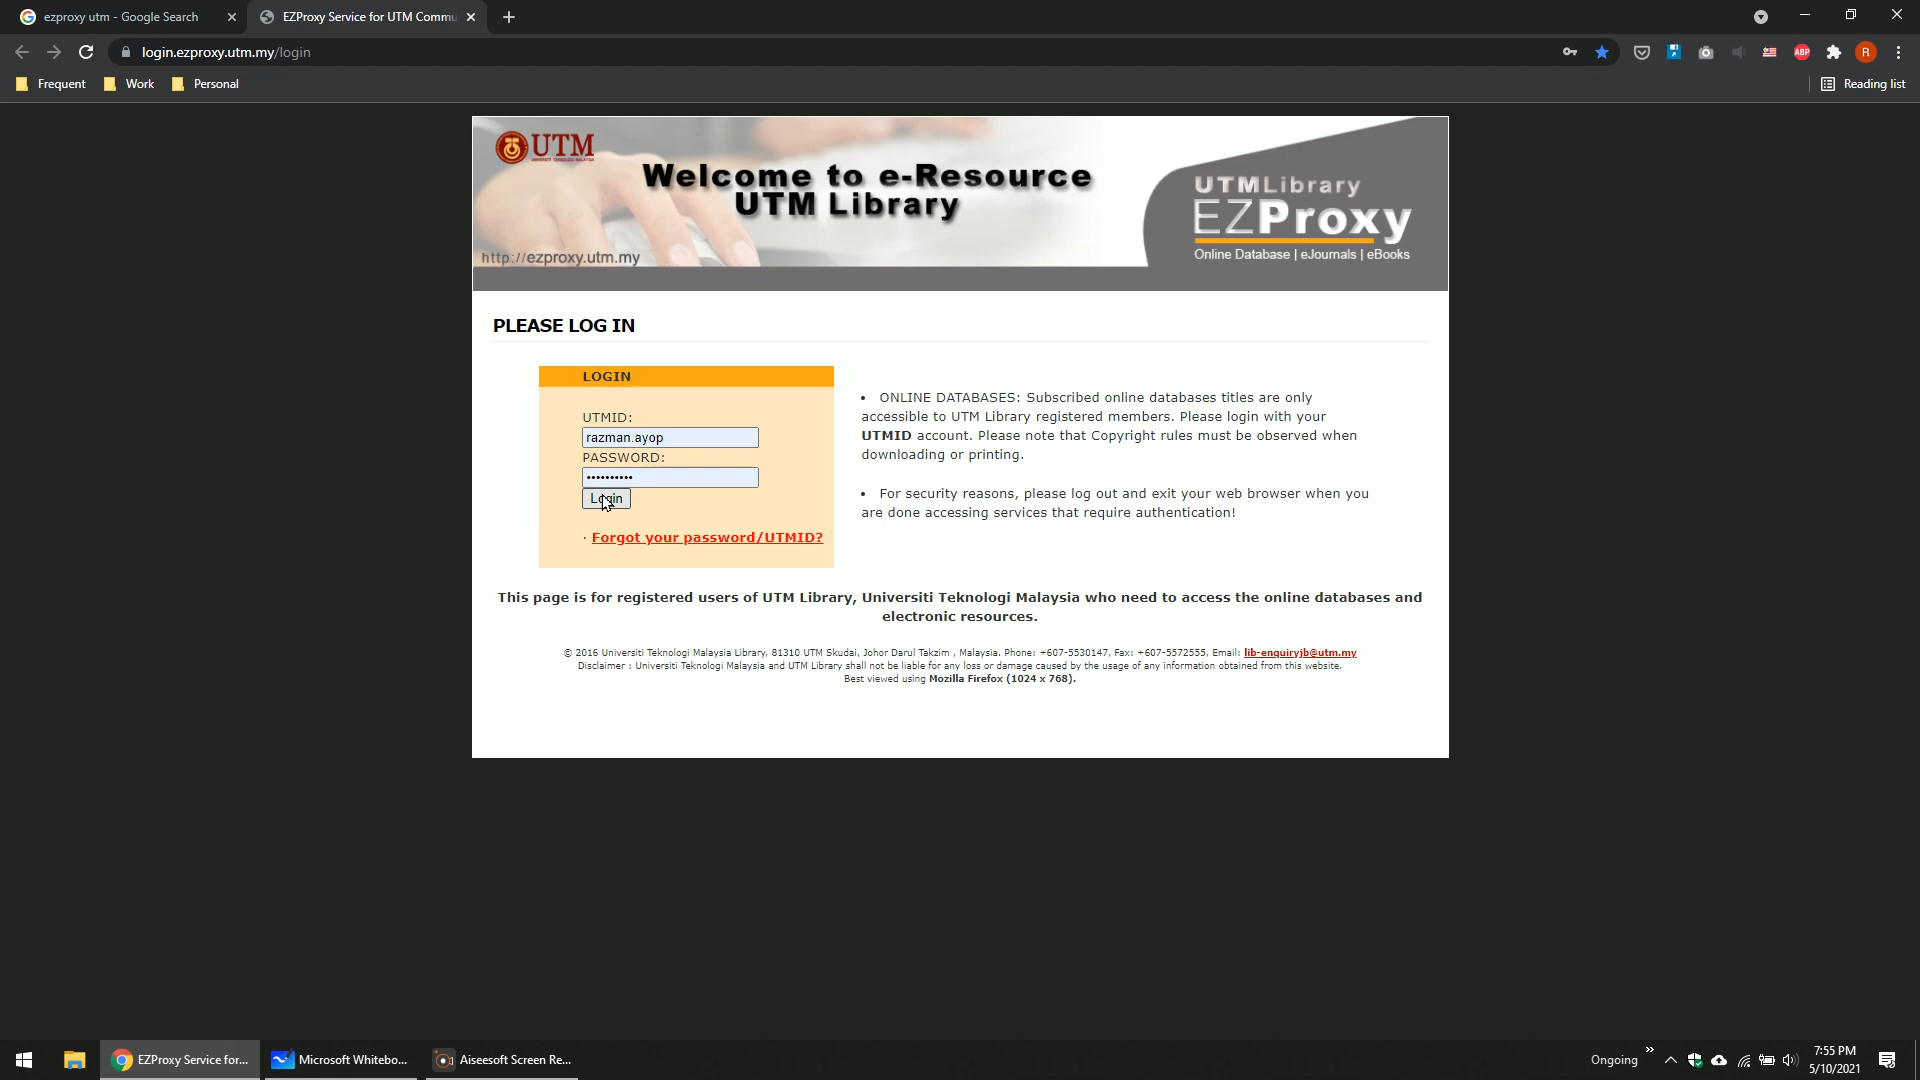 ezproxy utm - Google Search
EZProxy Service for UTM Commu
login.ezproxy.utm.my/login
ABP
R
Frequent
Work
Personal
Reading list
UTM
UNIVERSITI TEKNOLOGI MALAYSIA
Welcome to e-Resource
UTM Library
http://ezproxy.utm.my
UTMLibrary
EZProxy
Online Database | eJournals | eBooks
PLEASE LOG IN
LOGIN
UTMID:
razman.ayop
PASSWORD:
••••••••••
Login
· Forgot your password/UTMID?
• ONLINE DATABASES: Subscribed online databases titles are only
accessible to UTM Library registered members. Please login with your
UTMID account. Please note that Copyright rules must be observed when
downloading or printing.
• For security reasons, please log out and exit your web browser when you
are done accessing services that require authentication!
This page is for registered users of UTM Library, Universiti Teknologi Malaysia who need to access the online databases and
electronic resources.
© 2016 Universiti Teknologi Malaysia Library, 81310 UTM Skudai, Johor Darul Takzim , Malaysia. Phone: +607-5530147, Fax: +607-5572555, Email: lib-enquiryjb@utm.my
Disclaimer : Universiti Teknologi Malaysia and UTM Library shall not be liable for any loss or damage caused by the usage of any information obtained from this website.
Best viewed using Mozilla Firefox (1024 x 768).
EZProxy Service for...
Microsoft Whitebo...
Aiseesoft Screen Re...
Ongoing
7:55 PM
5/10/2021